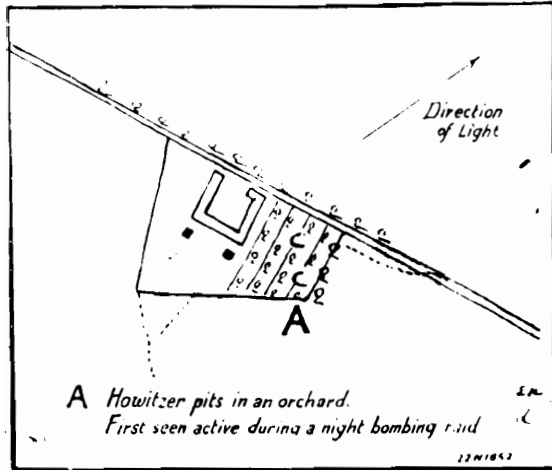 Direction
of Light
A
A Howitzer pits in an orchard.
First seen active during a night bombing raid